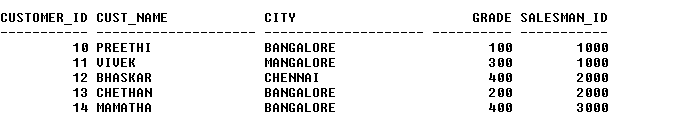 CUSTOMER_ID CUST_NAME            CITY                      GRADE SALESMAN_ID
----------- -------------------- -------------------- ---------- -----------
         10 PREETHI              BANGALORE                   100        1000
         11 VIVEK                MANGALORE                   300        1000
         12 BHASKAR              CHENNAI                     400        2000
         13 CHETHAN              BANGALORE                   200        2000
         14 MAMATHA              BANGALORE                   400        3000